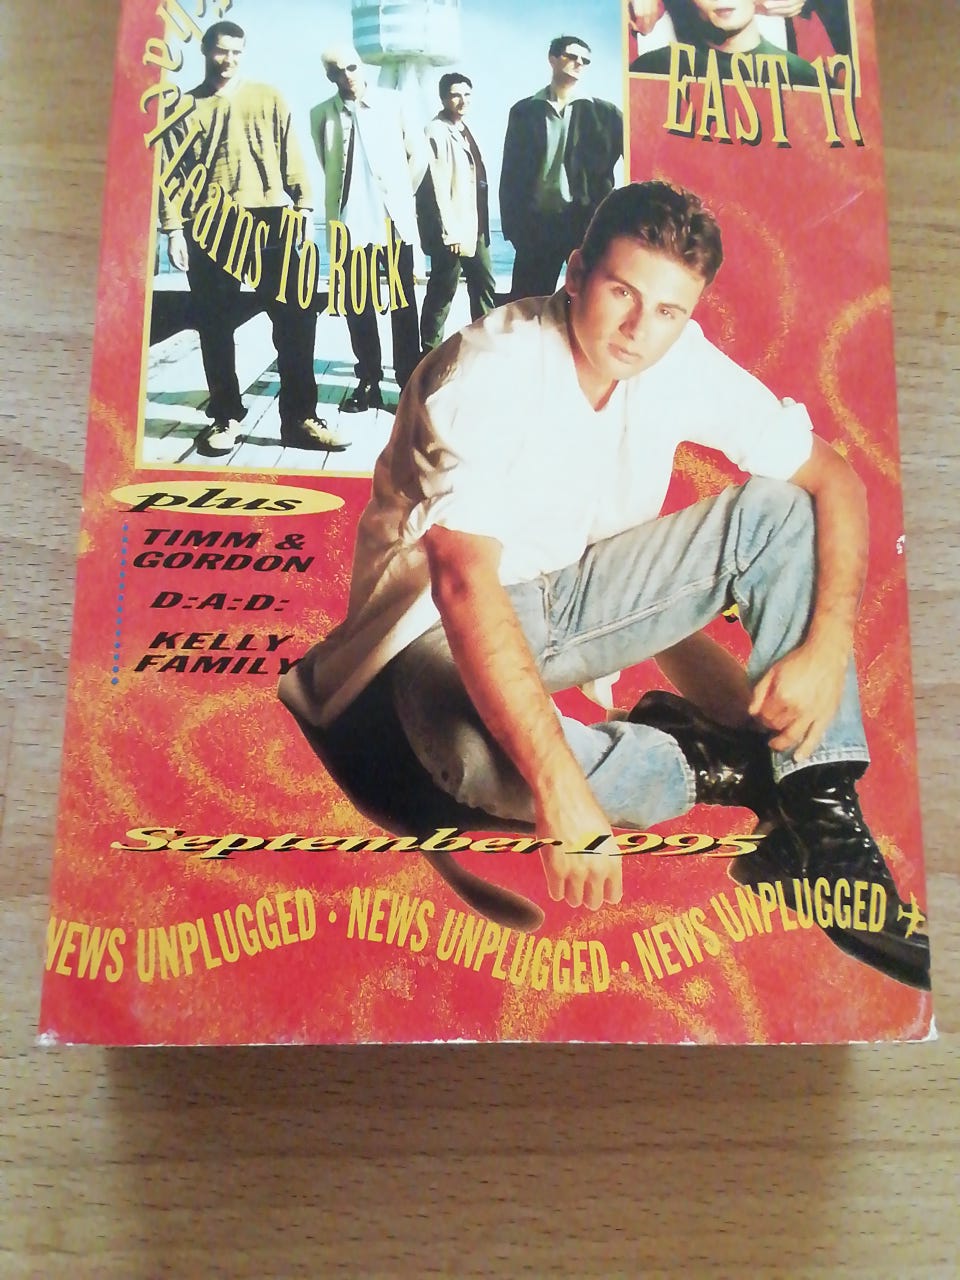 EAST 17
Learns To Rock
plus
TIMM &
GORDON
D:A:D:
KELLY
FAMILY
September 1995
NEWS UNPLUGGED · NEWS UNPLUGGED · NEWS UNPLUGGED